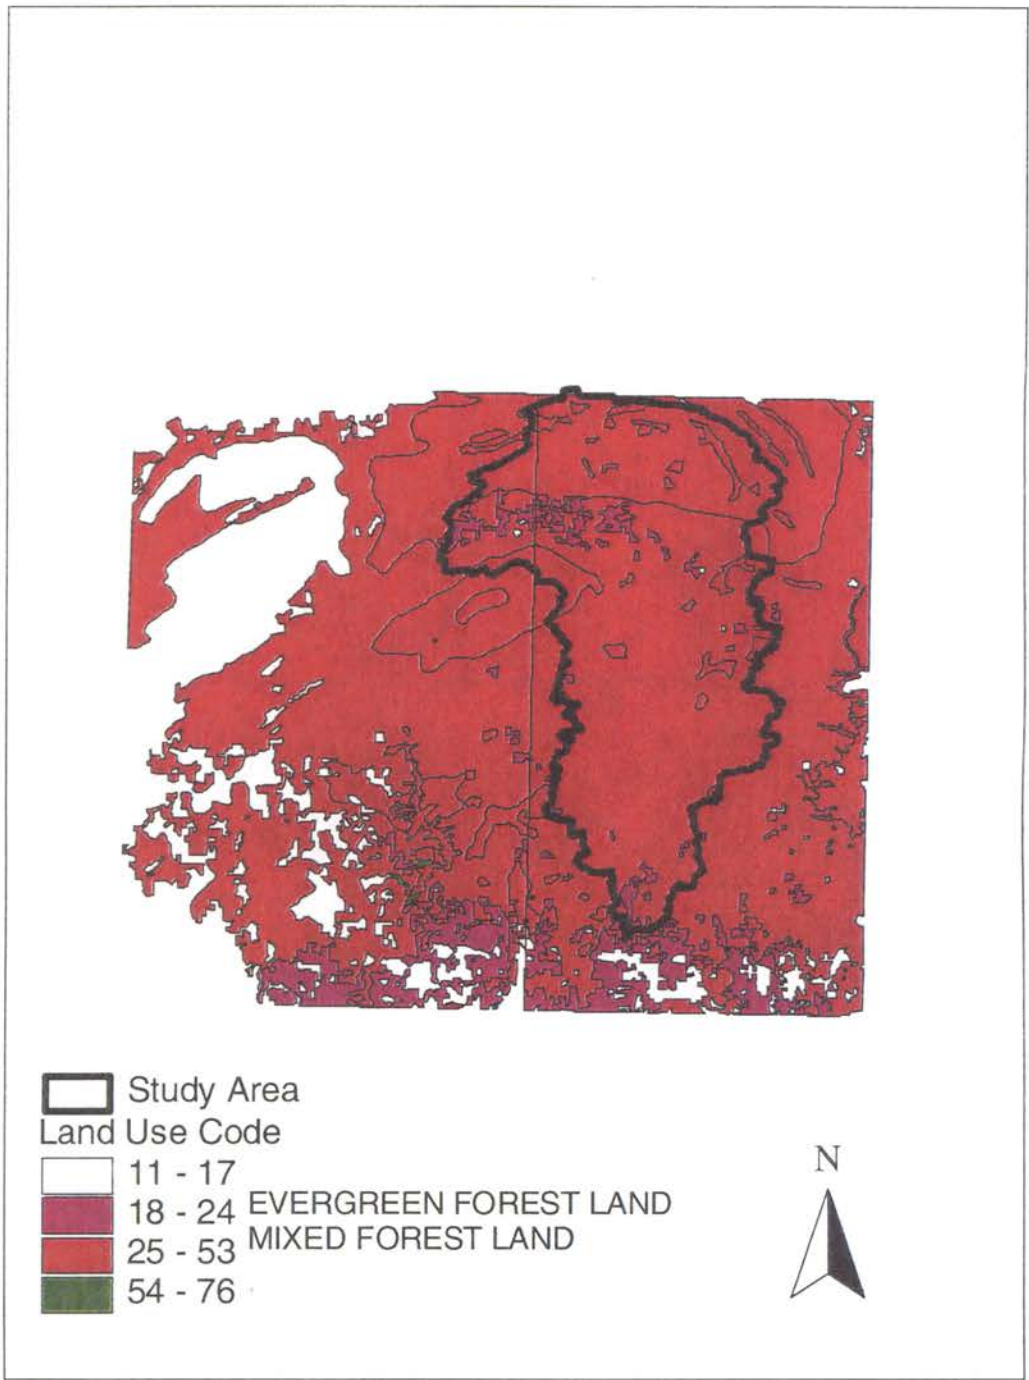 Study Area
Land Use Code
11 - 17
18 - 24 EVERGREEN FOREST LAND
25 - 53 MIXED FOREST LAND
54 - 76
N